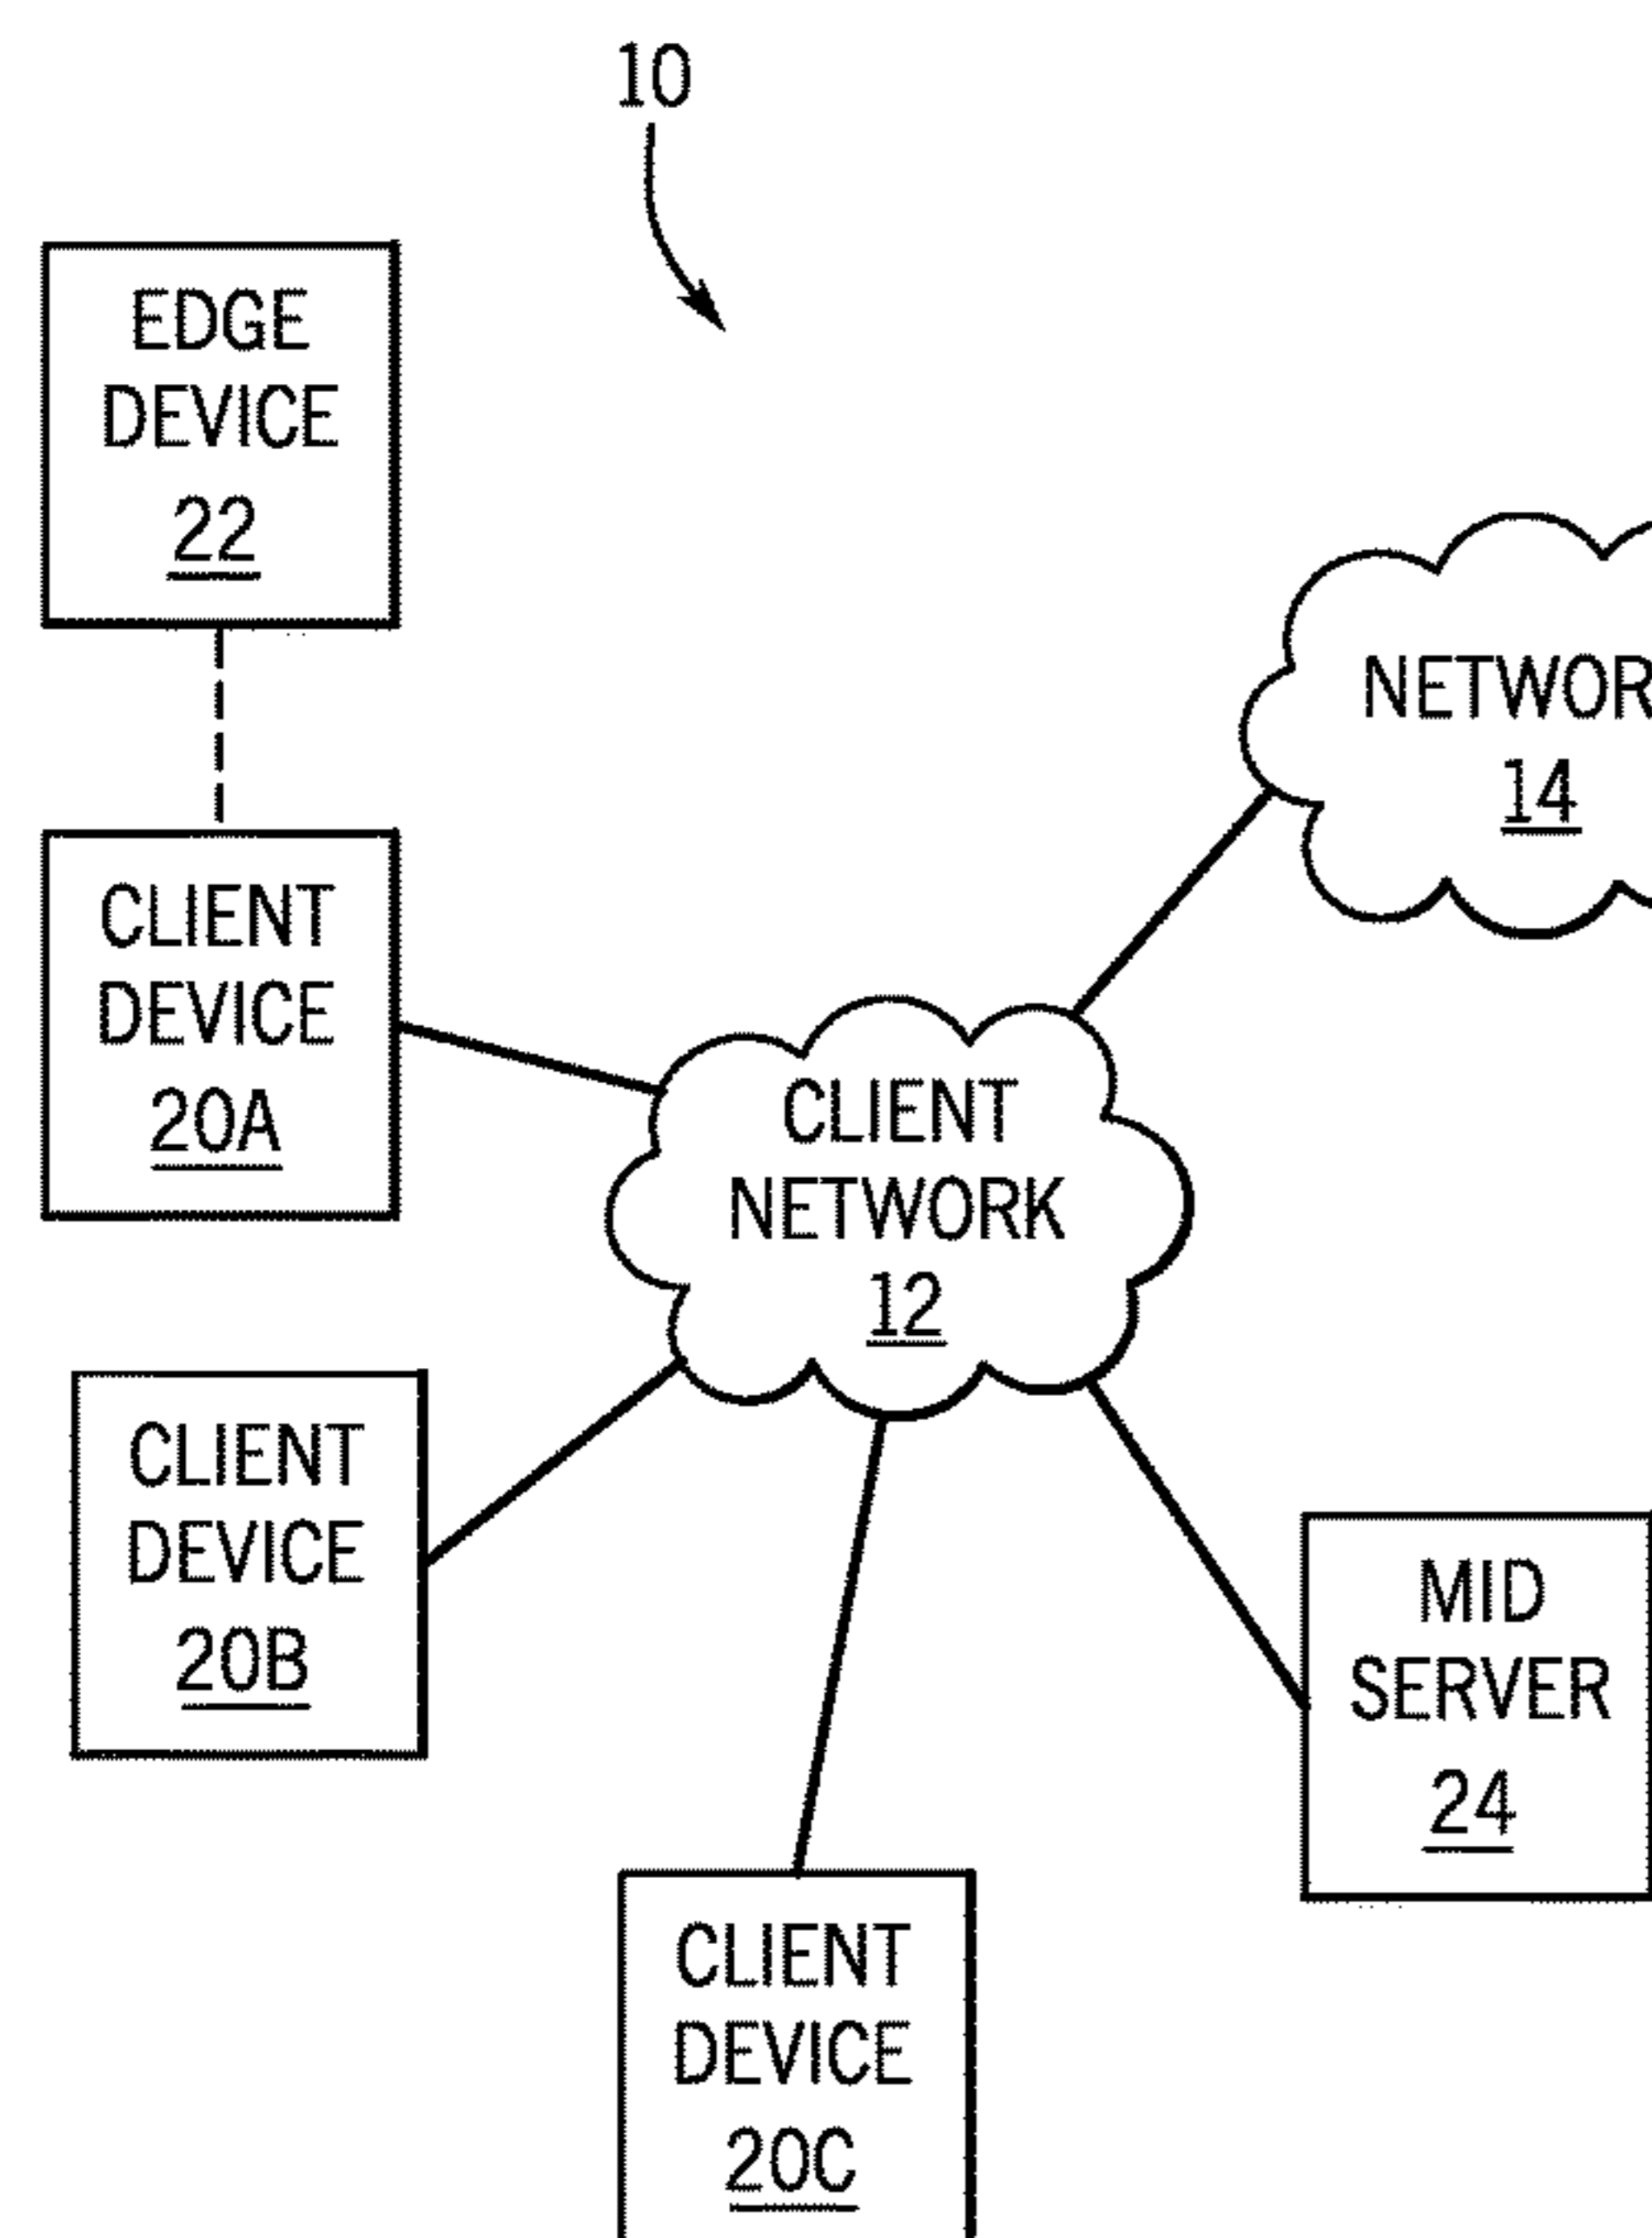 10
EDGE
DEVICE
22
NETWOR
14
CLIENT
DEVICE
20A
CLIENT
NETWORK
12
CLIENT
DEVICE
20B
MID
SERVER
24
CLIENT
DEVICE
20C